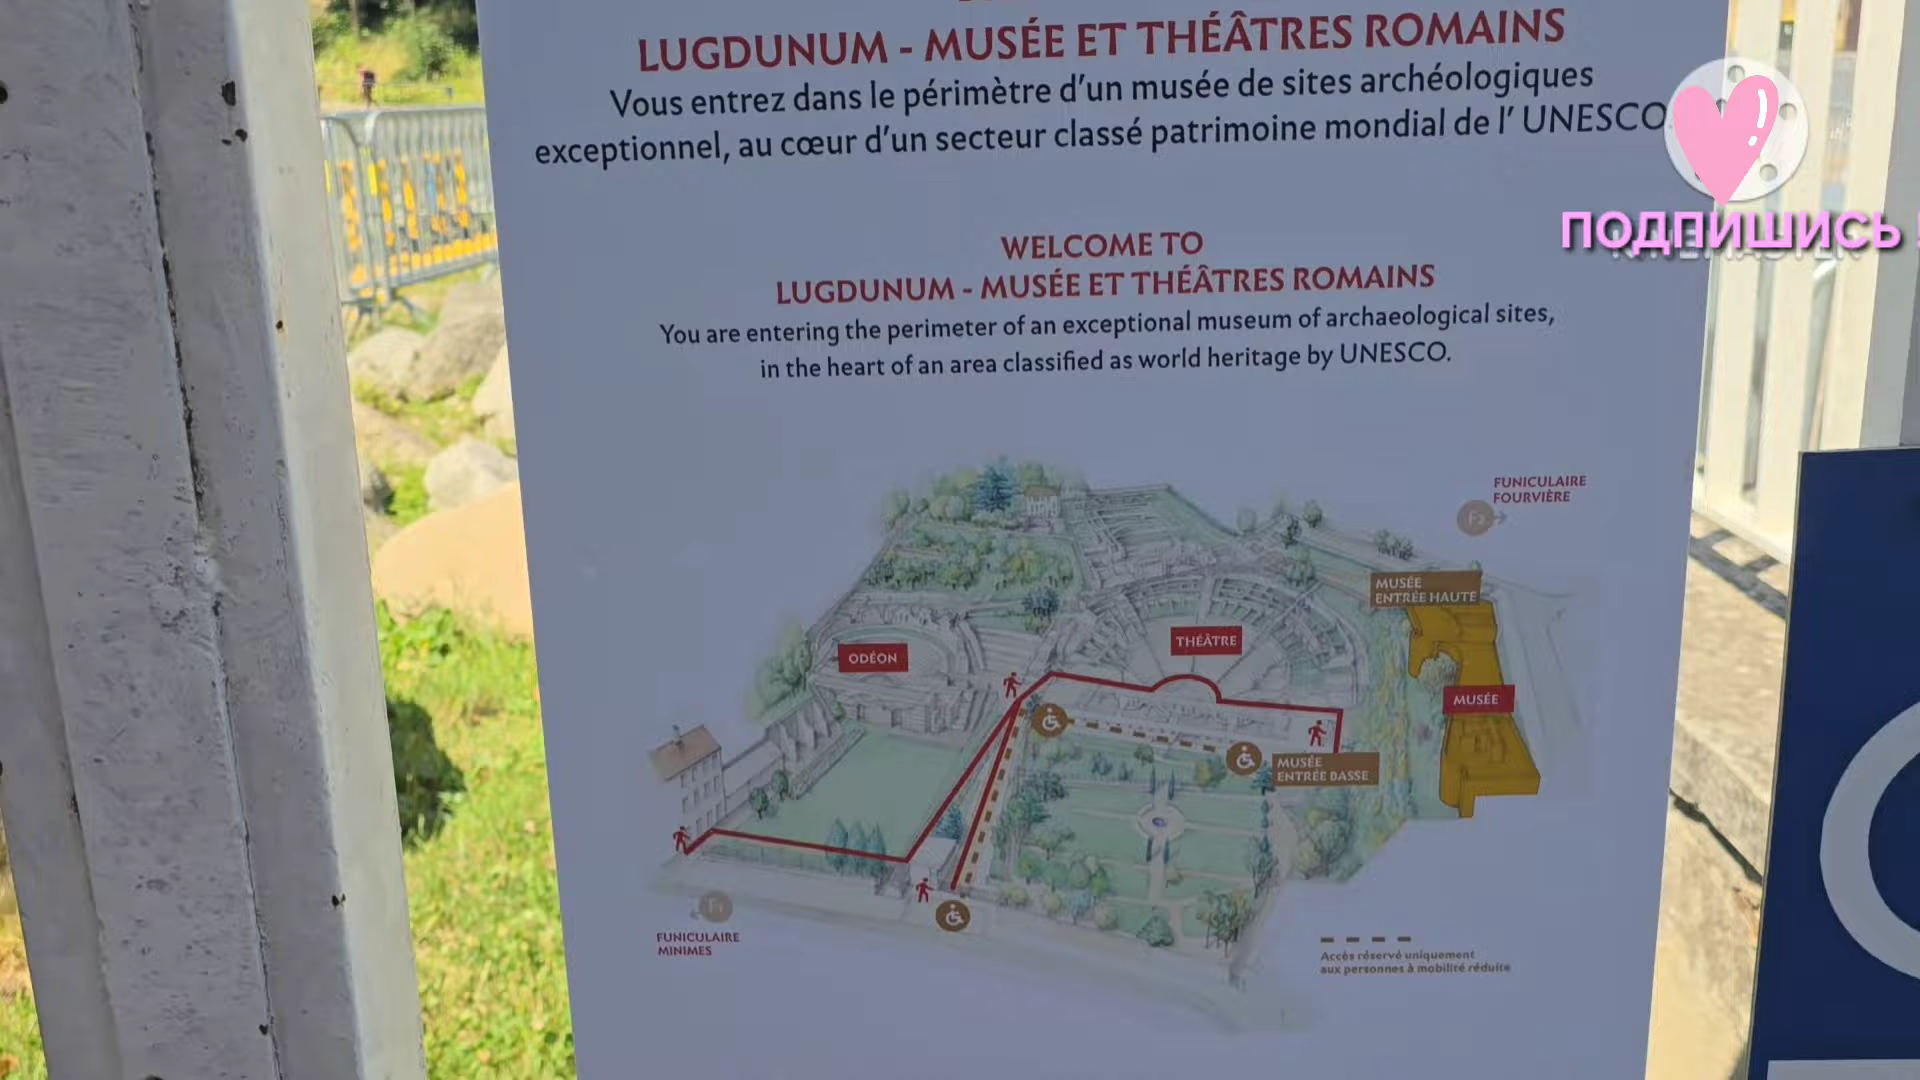 LUGDUNUM - MUSÉE ET THÉÂTRES ROMAINS
Vous entrez dans le périmètre d'un musée de sites archéologiques
exceptionnel, au cœur d'un secteur classé patrimoine mondial de l' UNESCO
ПОДПИШИСЬ
WELCOME TO
LUGDUNUM - MUSÉE ET THÉÂTRES ROMAINS
You are entering the perimeter of an exceptional museum of archaeological sites,
in the heart of an area classified as world heritage by UNESCO.
FUNICULAIRE
FOURVIÈRE
F2
MUSÉE
ENTRÉE HAUTE
THÉÂTRE
ODÉON
MUSÉE
MUSÉE
ENTRÉE BASSE
F1
FUNICULAIRE
MINIMES
Accès réservé uniquement
aux personnes à mobilité réduite